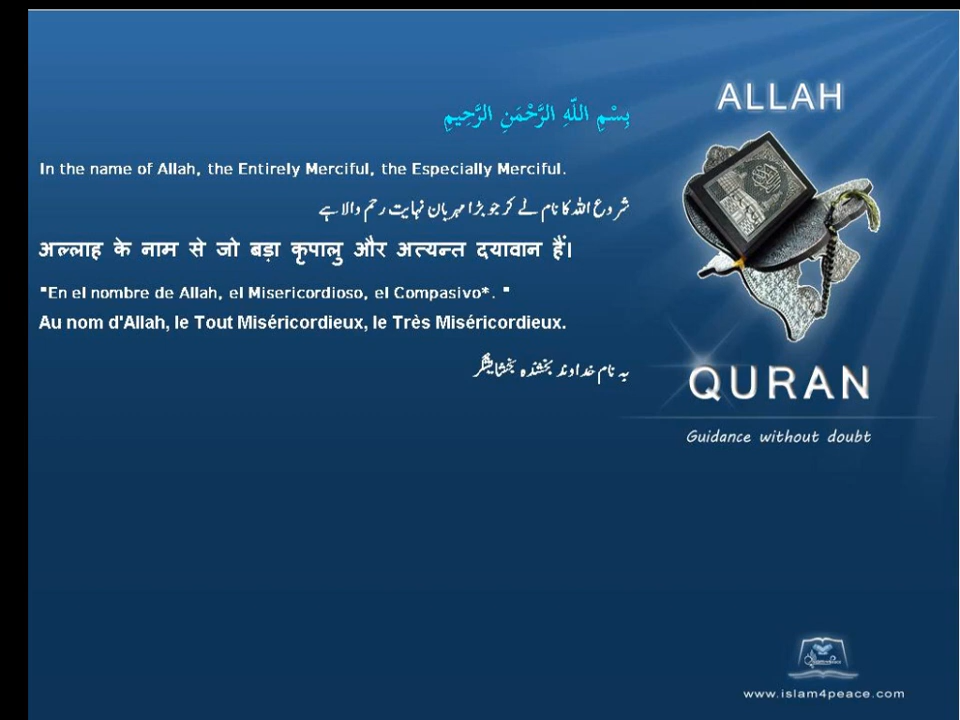 بِسْمِ اللّهِ الرَّحْمَنِ الرَّحِيمِ
In the name of Allah, the Entirely Merciful, the Especially Merciful.
شروع الله کا نام لے کر جو بڑا مہربان نہایت رحم والا ہے
अल्लाह के नाम से जो बड़ा कृपालु और अत्यन्त दयावान हैं।
"En el nombre de Allah, el Misericordioso, el Compasivo*. "
Au nom d'Allah, le Tout Miséricordieux, le Très Miséricordieux.
به نام خداوند بخشنده بخشایشگر
ALLAH
QURAN
Guidance without doubt
www.islam4peace.com